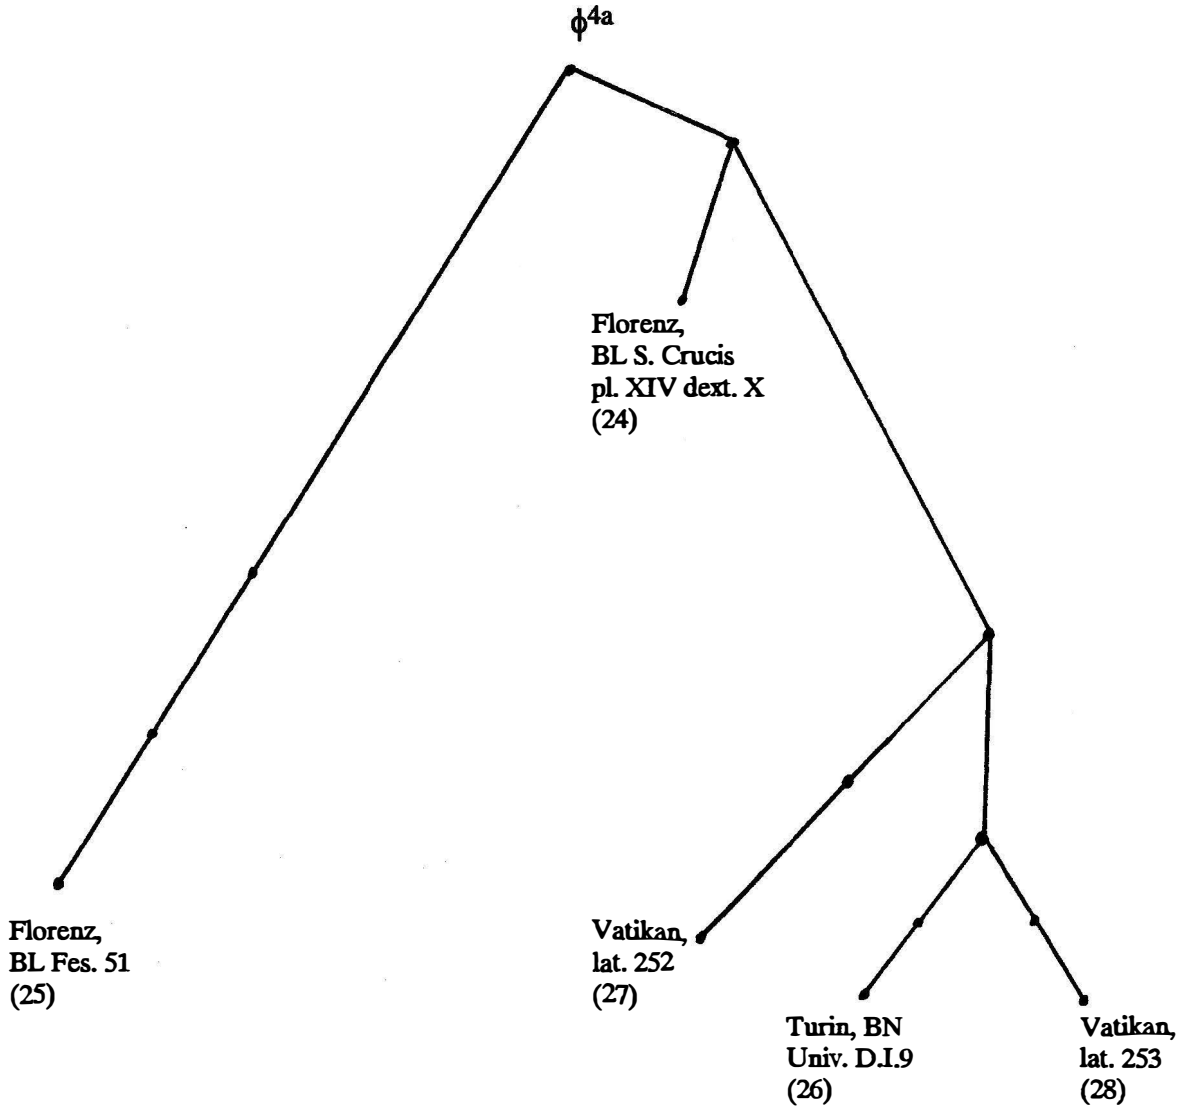 ϕ4a
Florenz,
BL S. Crucis
pl. XIV dext. X
(24)
Florenz,
BL Fes. 51
(25)
Vatikan,
lat. 252
(27)
Turin, BN
Univ. D.I.9
(26)
Vatikan,
lat. 253
(28)